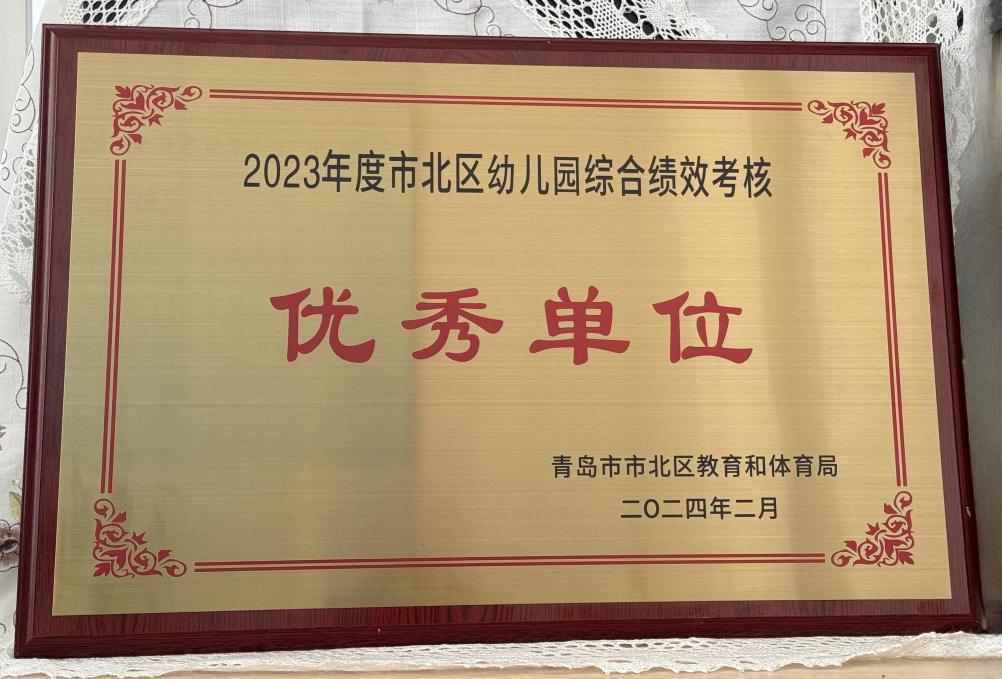 2023年度市北区幼儿园综合绩效考核
优秀单位
青岛市市北区教育和体育局
二〇二四年二月